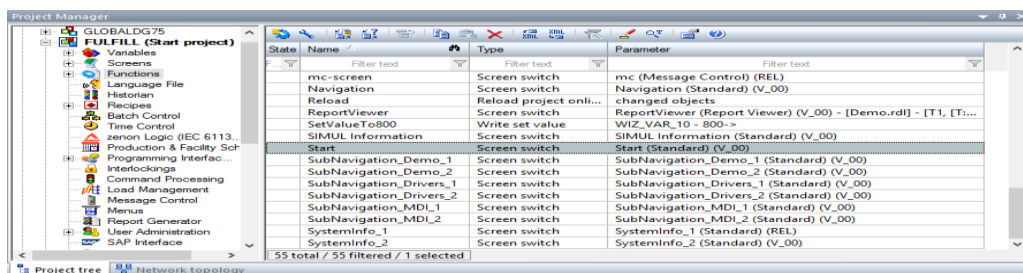 Project Manager
GLOBALDG75
FULFILL (Start project)
Variables
Screens
Functions
Language File
Historian
Recipes
Batch Control
Time Control
zenon Logic (IEC 6113...
Production & Facility Sch
Programming Interfac...
Interlockings
Command Processing
Load Management
Message Control
Menus
Report Generator
User Administration
SAP Interface
State Name Type Parameter
F... Filter text Filter text Filter text
mc-screen Screen switch mc (Message Control) (REL)
Navigation Screen switch Navigation (Standard) (V_00)
Reload Reload project onli... changed objects
ReportViewer Screen switch ReportViewer (Report Viewer) (V_00) - [Demo.rdl] - [T1, [T:...
SetValueTo800 Write set value WIZ_VAR_10 - 800->
SIMUL Information Screen switch SIMUL Information (Standard) (V_00)
Start Screen switch Start (Standard) (V_00)
SubNavigation_Demo_1 Screen switch SubNavigation_Demo_1 (Standard) (V_00)
SubNavigation_Demo_2 Screen switch SubNavigation_Demo_2 (Standard) (V_00)
SubNavigation_Drivers_1 Screen switch SubNavigation_Drivers_1 (Standard) (V_00)
SubNavigation_Drivers_2 Screen switch SubNavigation_Drivers_2 (Standard) (V_00)
SubNavigation_MDI_1 Screen switch SubNavigation_MDI_1 (Standard) (V_00)
SubNavigation_MDI_2 Screen switch SubNavigation_MDI_2 (Standard) (V_00)
SystemInfo_1 Screen switch SystemInfo_1 (Standard) (REL)
SystemInfo_2 Screen switch SystemInfo_2 (Standard) (V_00)
55 total / 55 filtered / 1 selected
Project tree Network topology